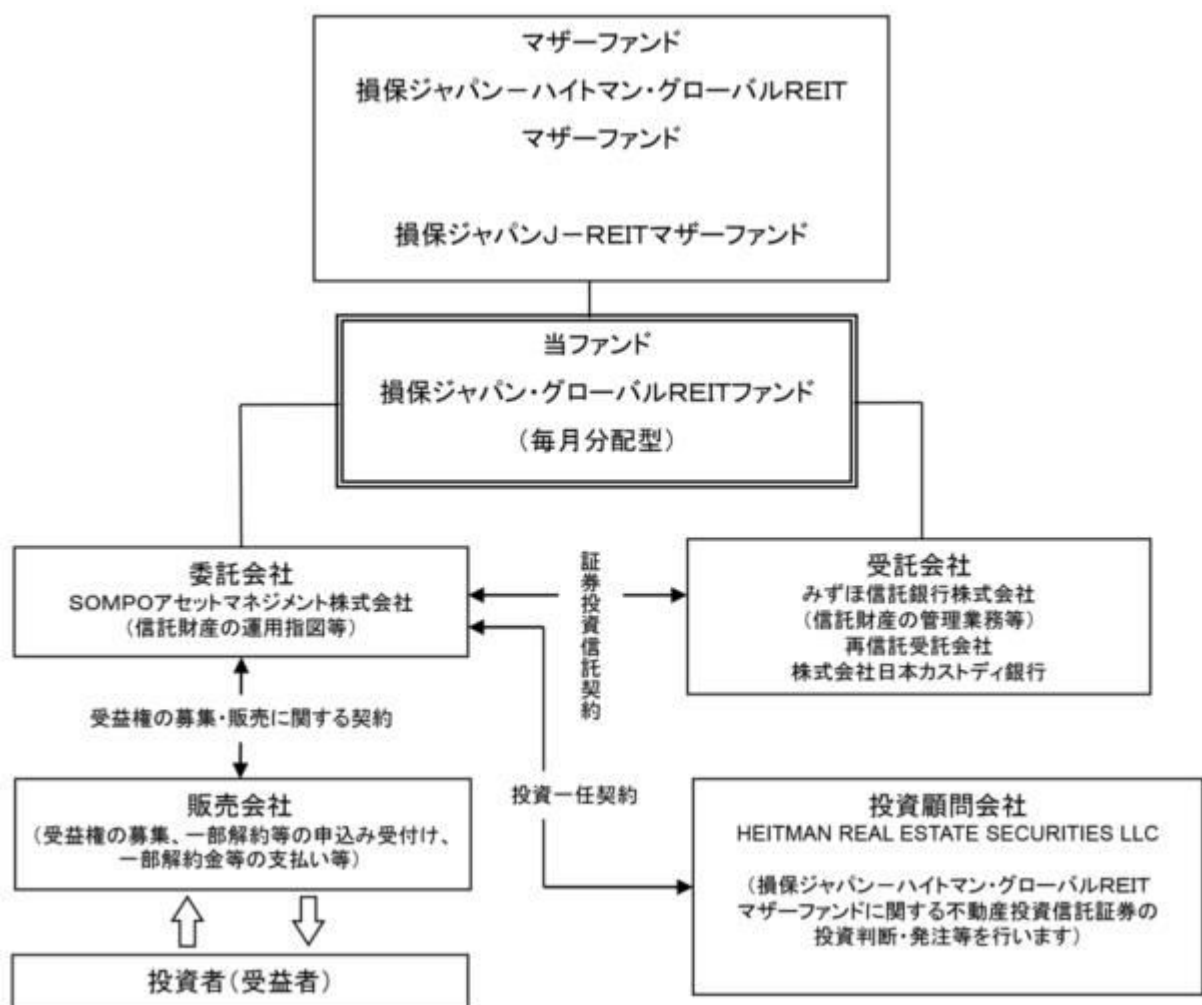 マザーファンド
損保ジャパン－ハイトマン・グローバルREIT
マザーファンド
損保ジャパンJ－REITマザーファンド
当ファンド
損保ジャパン・グローバルREITファンド
（毎月分配型）
委託会社
SOMPOアセットマネジメント株式会社
（信託財産の運用指図等）
証券投資信託契約
受託会社
みずほ信託銀行株式会社
（信託財産の管理業務等）
再信託受託会社
株式会社日本カストディ銀行
受益権の募集・販売に関する契約
投資一任契約
販売会社
（受益権の募集、一部解約等の申込み受付け、
一部解約金等の支払い等）
投資顧問会社
HEITMAN REAL ESTATE SECURITIES LLC
（損保ジャパン－ハイトマン・グローバルREIT
マザーファンドに関する不動産投資信託証券の
投資判断・発注等を行います）
投資者（受益者）